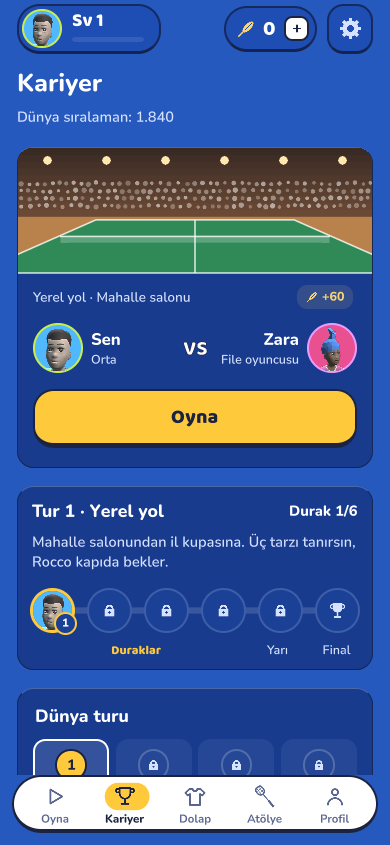 Sv 1
0
+
Kariyer
Dünya sıralaman: 1.840
Yerel yol · Mahalle salonu
+60
Sen
Orta
VS
Zara
File oyuncusu
Oyna
Tur 1 · Yerel yol
Durak 1/6
Mahalle salonundan il kupasına. Üç tarzı tanırsın,
Rocco kapıda bekler.
1
Duraklar
Yarı
Final
Dünya turu
1
Oyna
Kariyer
Dolap
Atölye
Profil